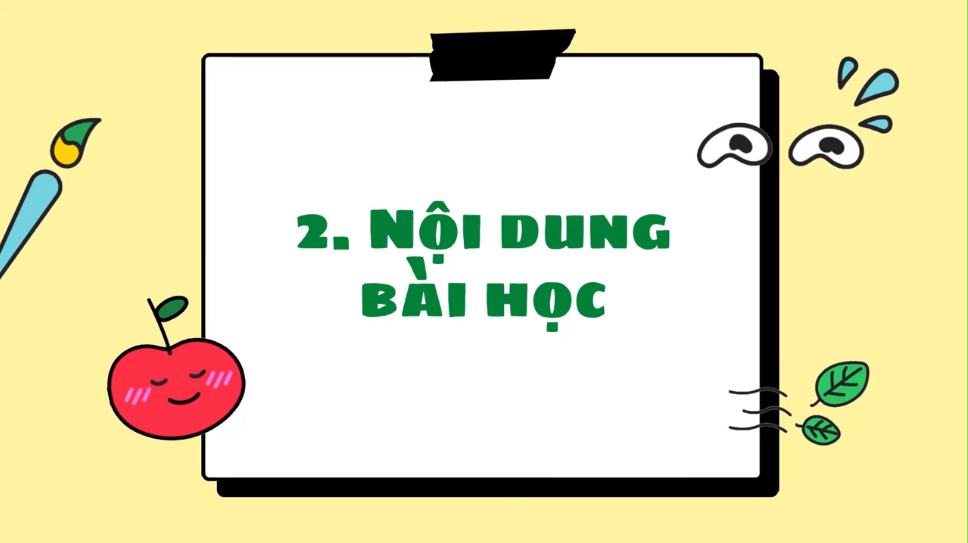 2. Nội dung
bài học